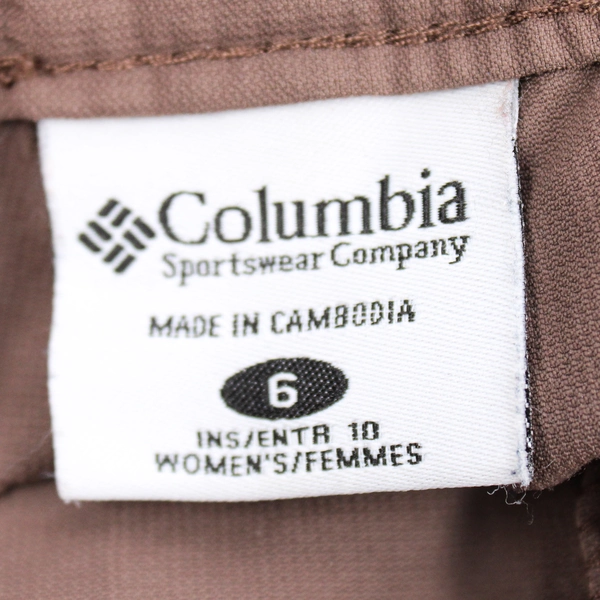 Columbia
Sportswear Company
MADE IN CAMBODIA
6
INS/ENTR 10
WOMEN'S/FEMMES